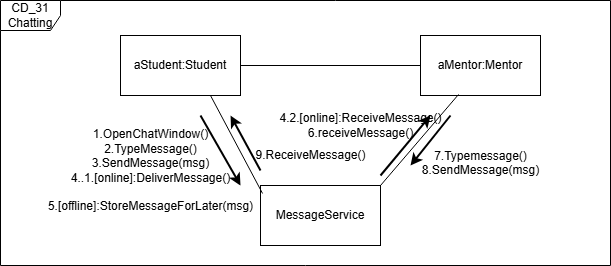 CD_31
Chatting
aStudent:Student
aMentor:Mentor
1.OpenChatWindow()
2.TypeMessage()
3.SendMessage(msg)
4..1.[online]:DeliverMessage()
5.[offline]:StoreMessageForLater(msg)
9.ReceiveMessage()
4.2.[online]:ReceiveMessage()
6.receiveMessage()
7.Typemessage()
8.SendMessage(msg)
MessageService